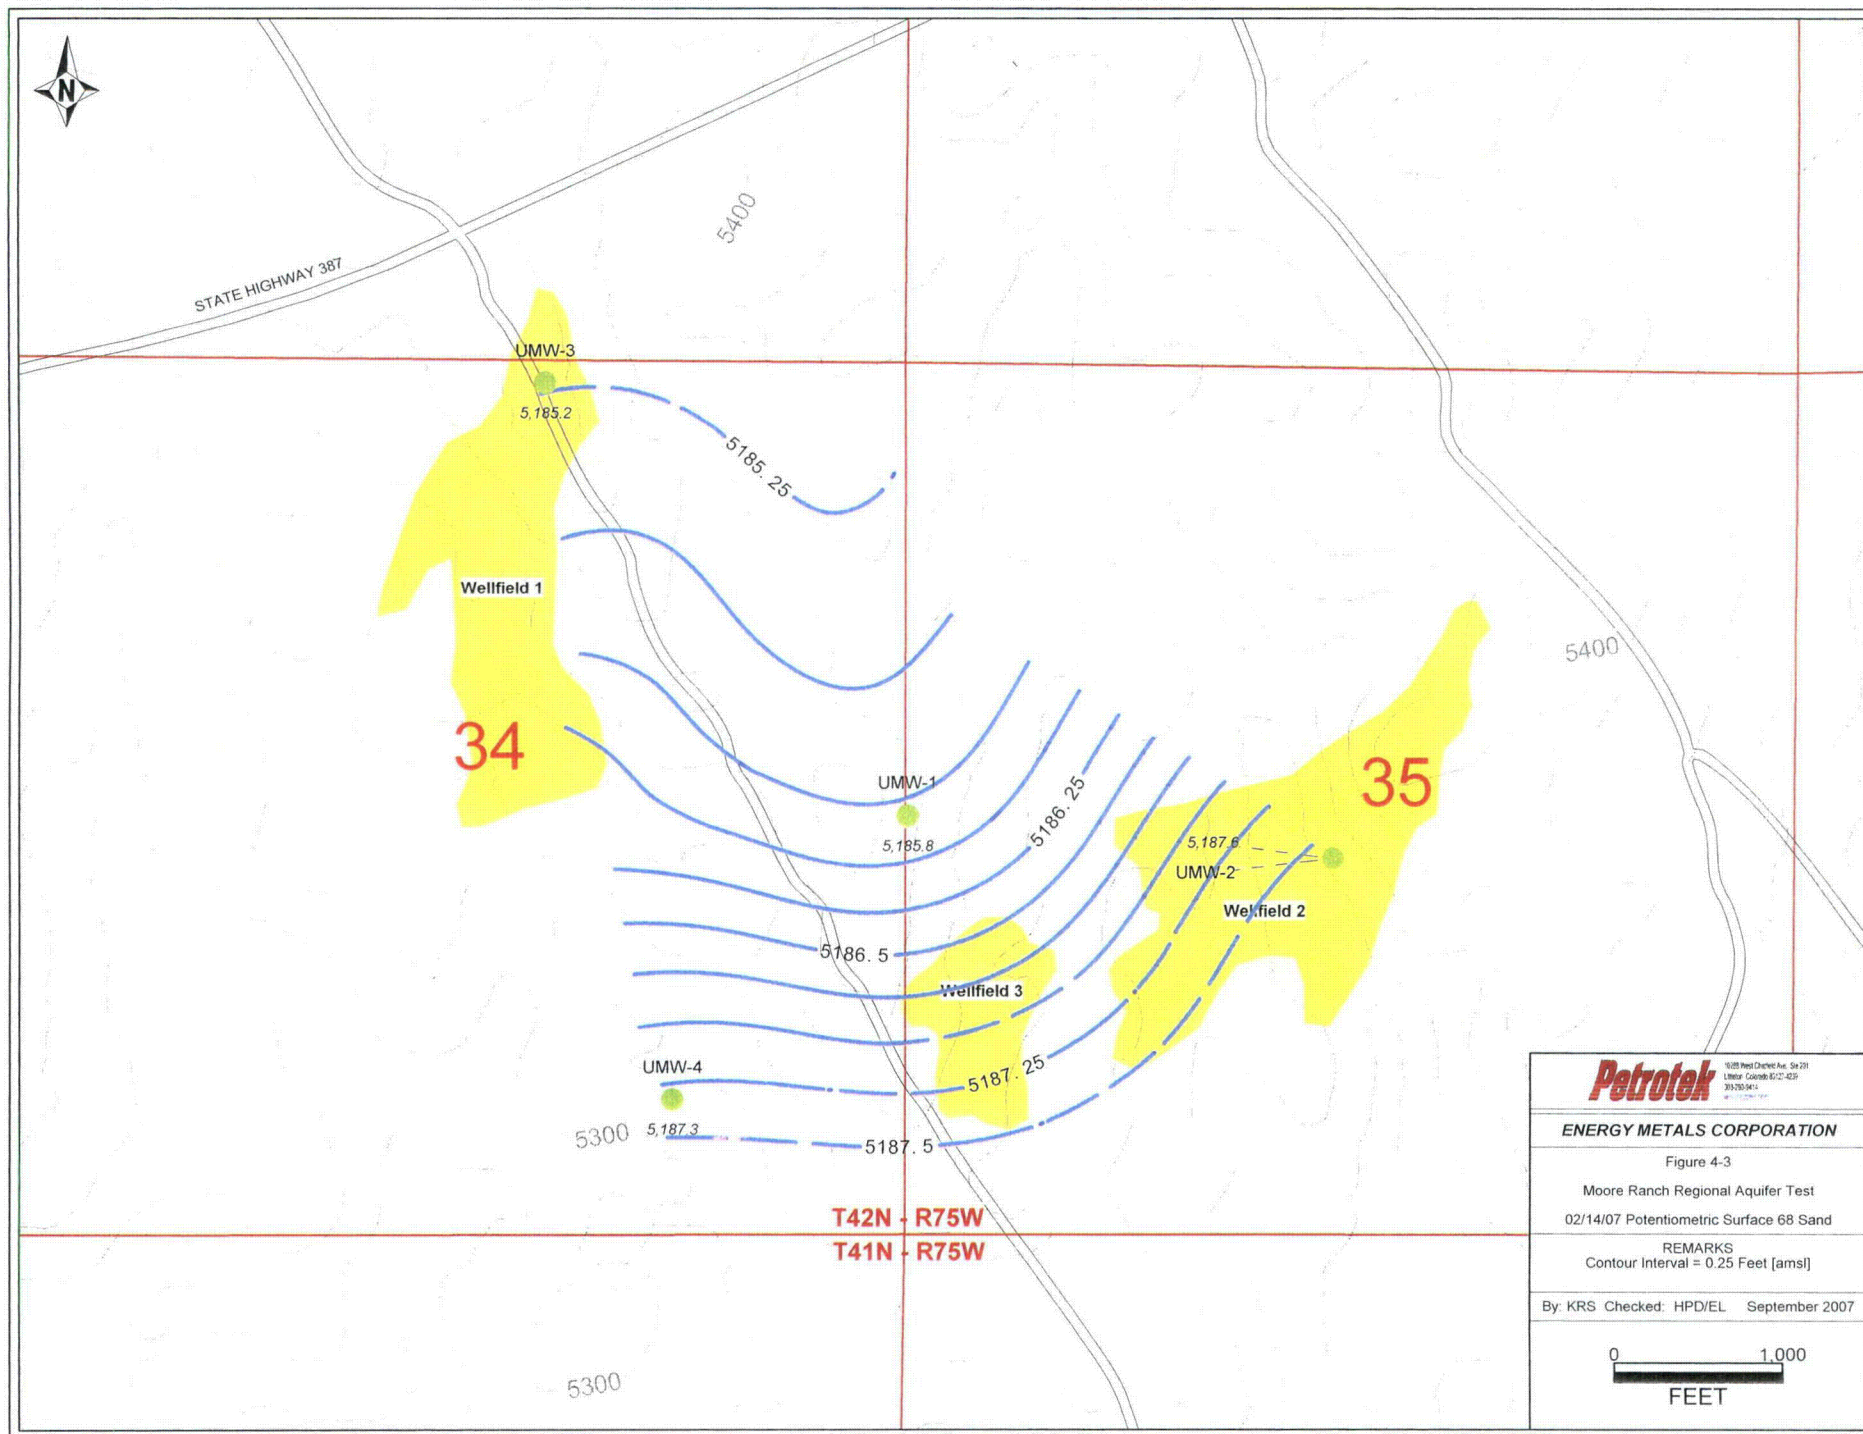 N
5400
STATE HIGHWAY 387
UMW-3
5,185.2
5185. 25
Wellfield 1
5400
34
UMW-1
35
5186. 25
5,185.8
5,187.6
UMW-2
Wellfield 2
5186. 5
Wellfield 3
UMW-4
5187. 25
5300
5,187.3
5187. 5
T42N - R75W
T41N - R75W
5300
Petrotek
ENERGY METALS CORPORATION
Figure 4-3
Moore Ranch Regional Aquifer Test
02/14/07 Potentiometric Surface 68 Sand
REMARKS
Contour Interval = 0.25 Feet [amsl]
By: KRS Checked: HPD/EL September 2007
0 1,000
FEET